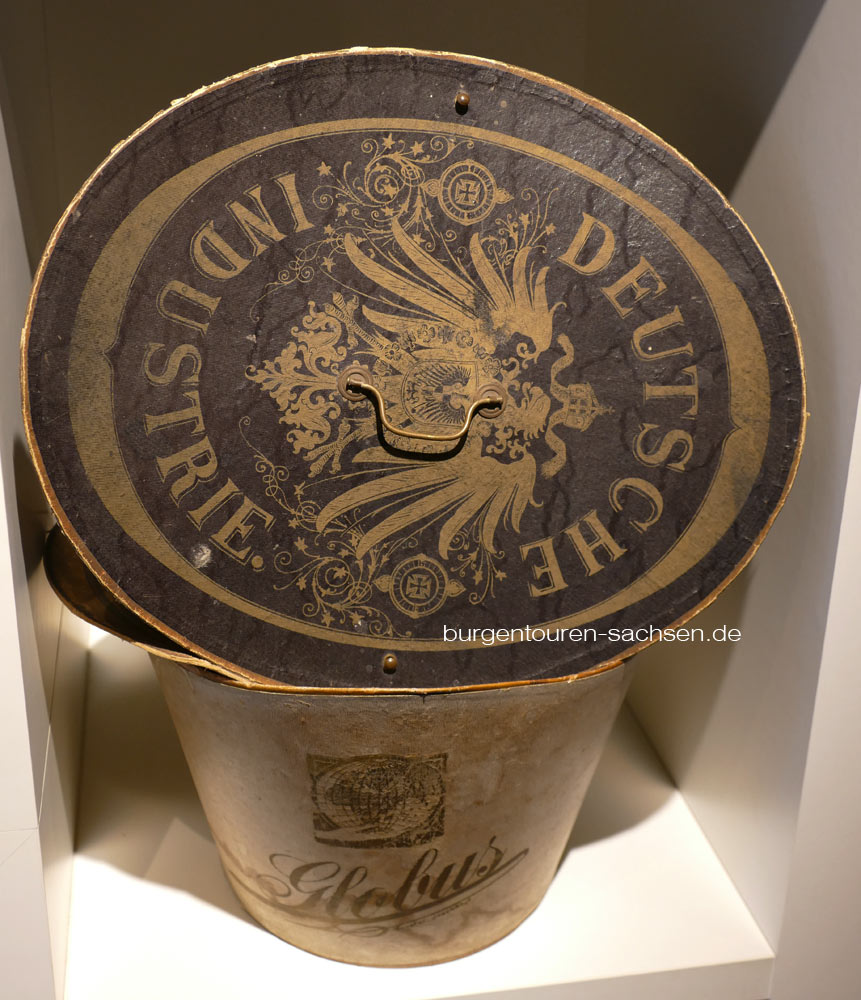 DEUTSCHE
INDUSTRIE.
burgentouren-sachsen.de
Globus